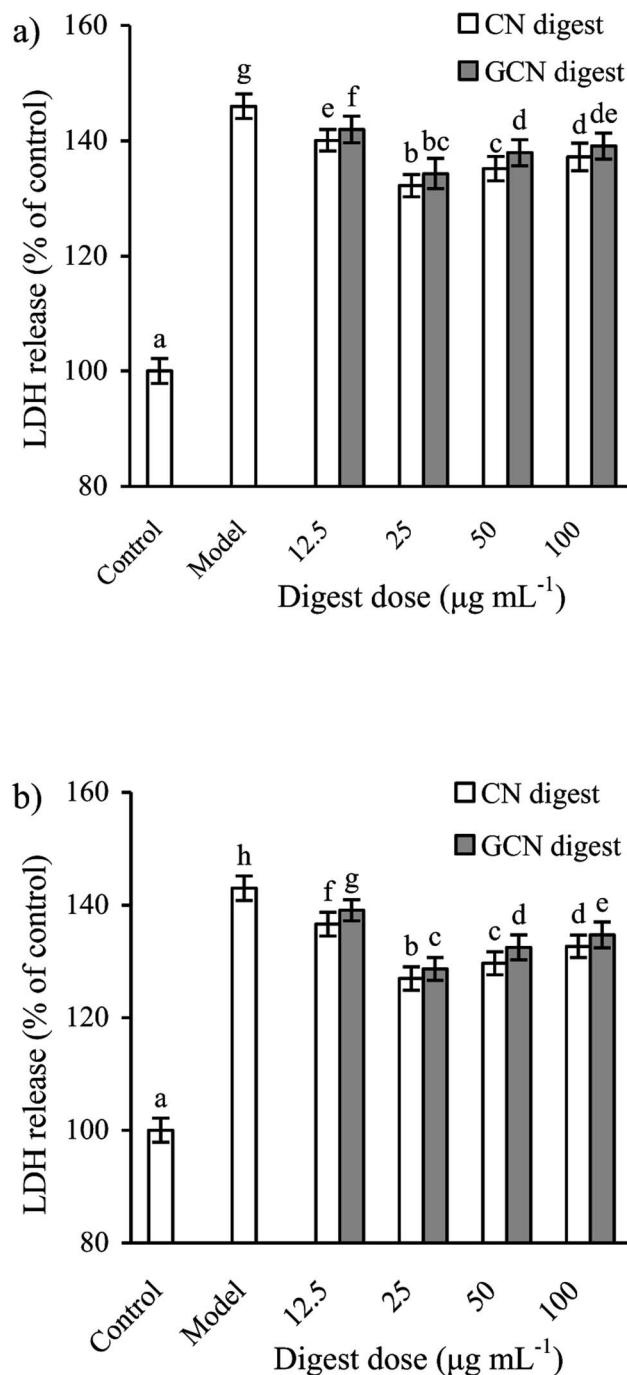 a)
160
140
120
100
80
LDH release (% of control)
CN digest
GCN digest
a
g
e
f
b
bc
c
d
d
de
Control
Model
12.5
25
50
100
Digest dose (μg mL⁻¹)
b)
160
140
120
100
80
LDH release (% of control)
CN digest
GCN digest
a
h
f
g
b
c
c
d
d
e
Control
Model
12.5
25
50
100
Digest dose (μg mL⁻¹)